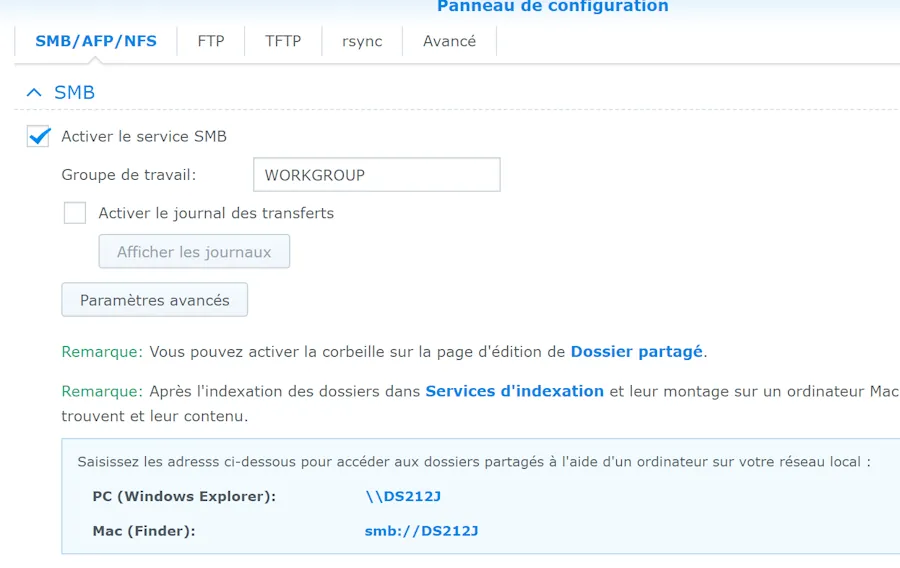 Panneau de configuration
SMB/AFP/NFS FTP TFTP rsync Avancé
SMB
Activer le service SMB
Groupe de travail: WORKGROUP
Activer le journal des transferts
Afficher les journaux
Paramètres avancés
Remarque: Vous pouvez activer la corbeille sur la page d'édition de Dossier partagé.
Remarque: Après l'indexation des dossiers dans Services d'indexation et leur montage sur un ordinateur Mac
trouvent et leur contenu.
Saisissez les adresss ci-dessous pour accéder aux dossiers partagés à l'aide d'un ordinateur sur votre réseau local :
PC (Windows Explorer): \\DS212J
Mac (Finder): smb://DS212J